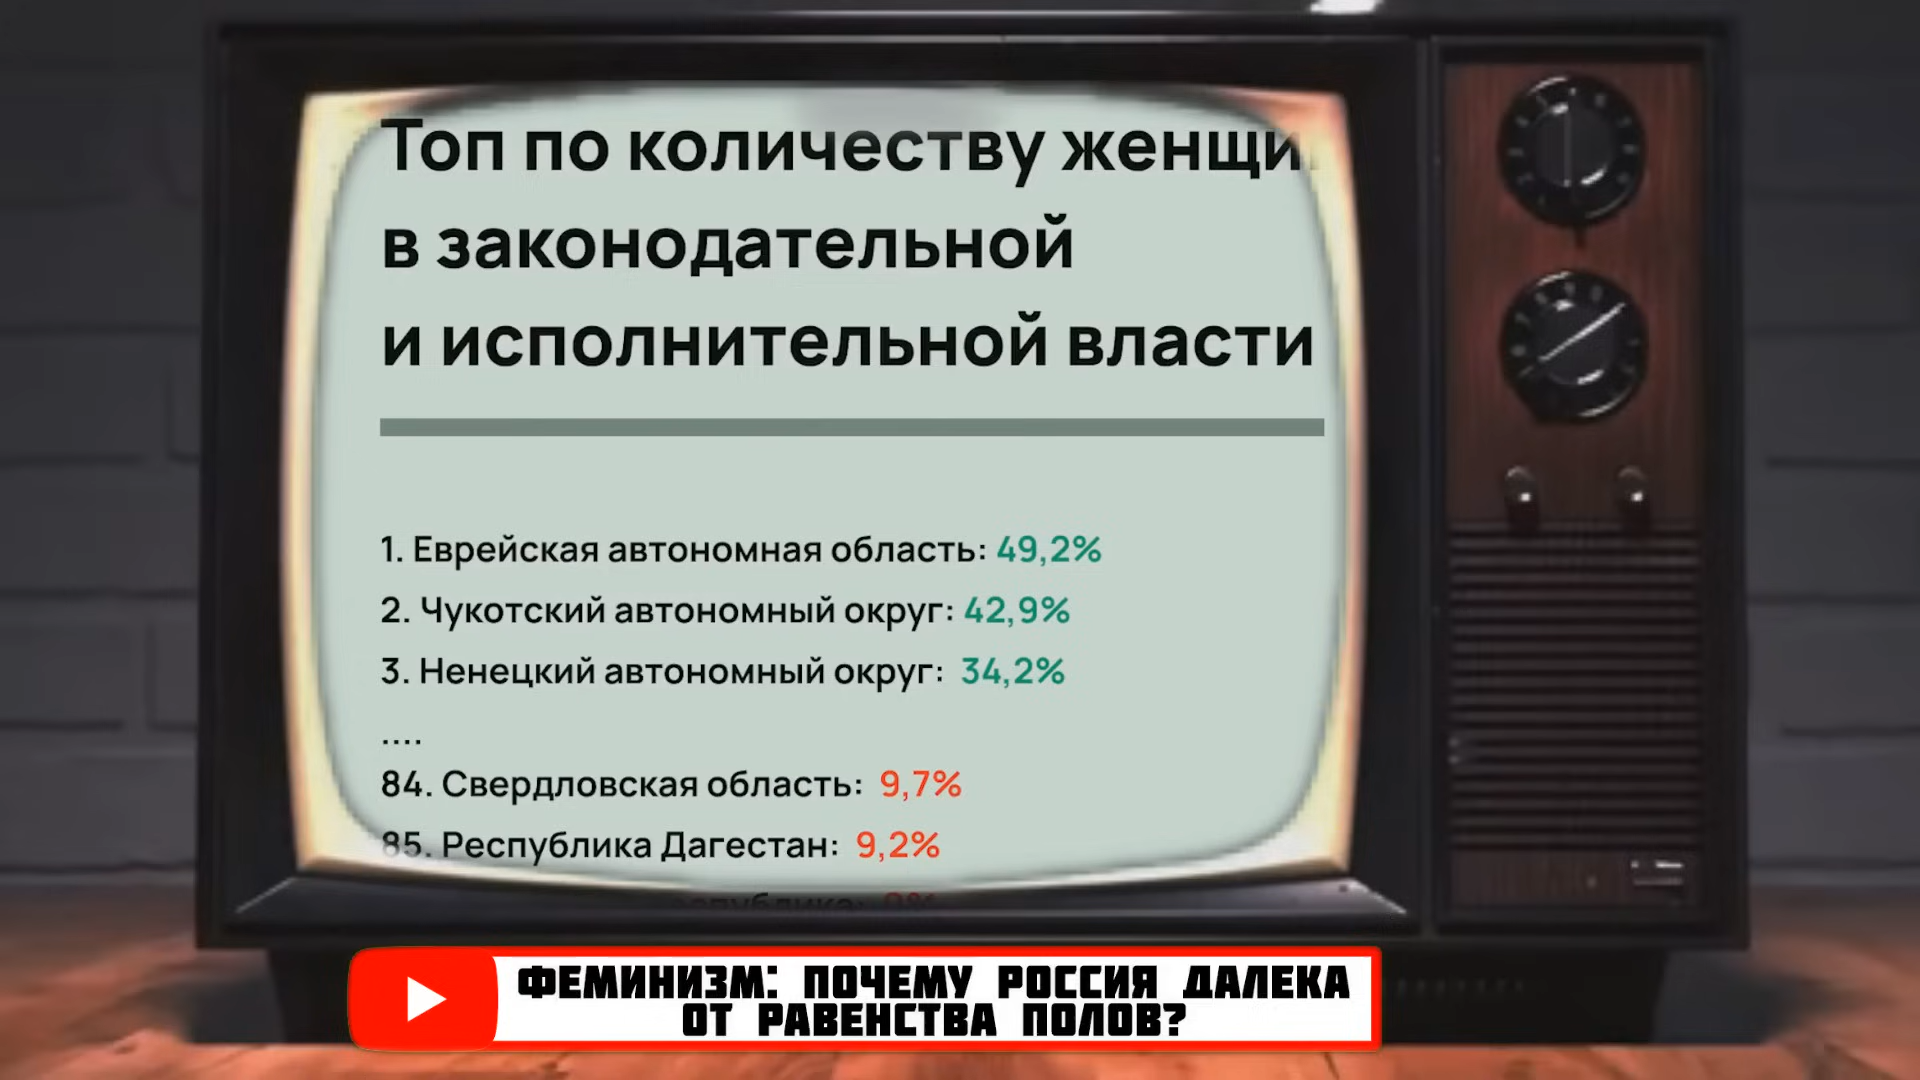 Топ по количеству
в законодательной
и исполнительной власти
1. Еврейская автономная область: 49,2%
2. Чукотский автономный округ: 42,9%
3. Ненецкий автономный округ: 34,2%
....
84. Свердловская область: 9,7%
85. Республика Дагестан: 9,2%
ФЕМИНИЗМ: ПОЧЕМУ РОССИЯ ДАЛЕКА
ОТ РАВЕНСТВА ПОЛОВ?